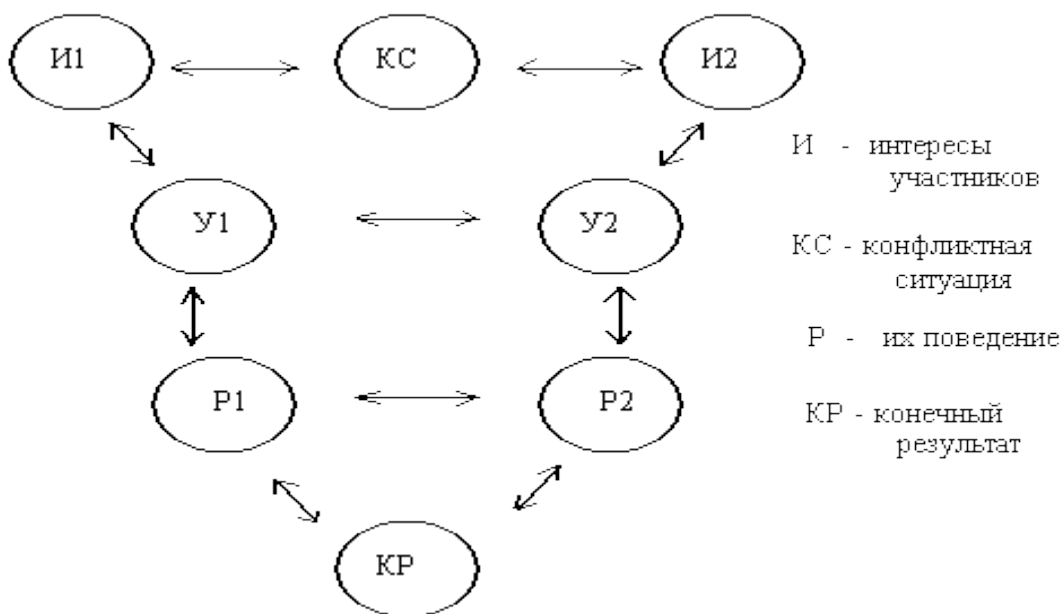 И1
КС
И2
У1
У2
Р1
Р2
КР
И - интересы
участников
КС - конфликтная
ситуация
Р - их поведение
КР - конечный
результат